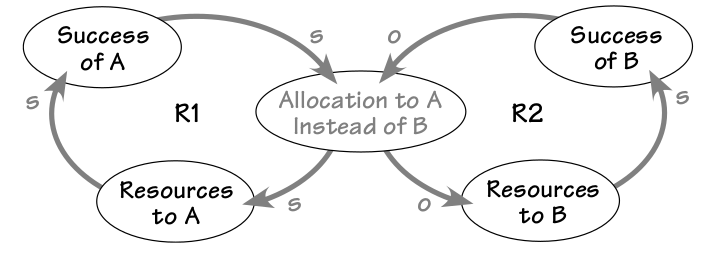 Success
of A
s
o
Success
of B
s
R1
Allocation to A
Instead of B
R2
s
Resources
to A
s
o
Resources
to B